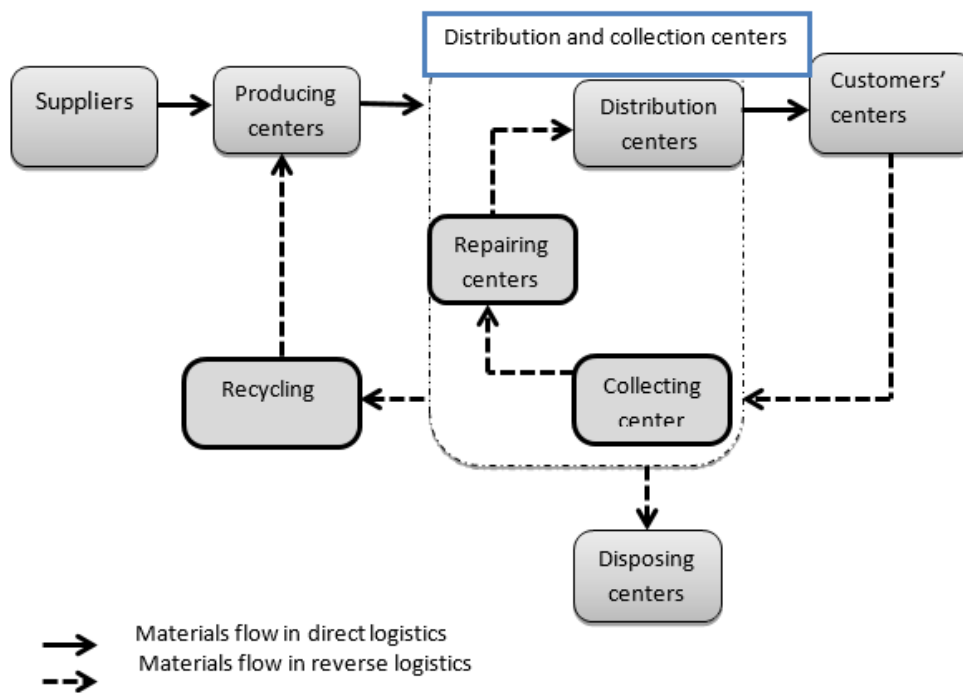 Distribution and collection centers
Suppliers
Producing
centers
Distribution
centers
Customers'
centers
Repairing
centers
Recycling
Collecting
center
Disposing
centers
Materials flow in direct logistics
Materials flow in reverse logistics